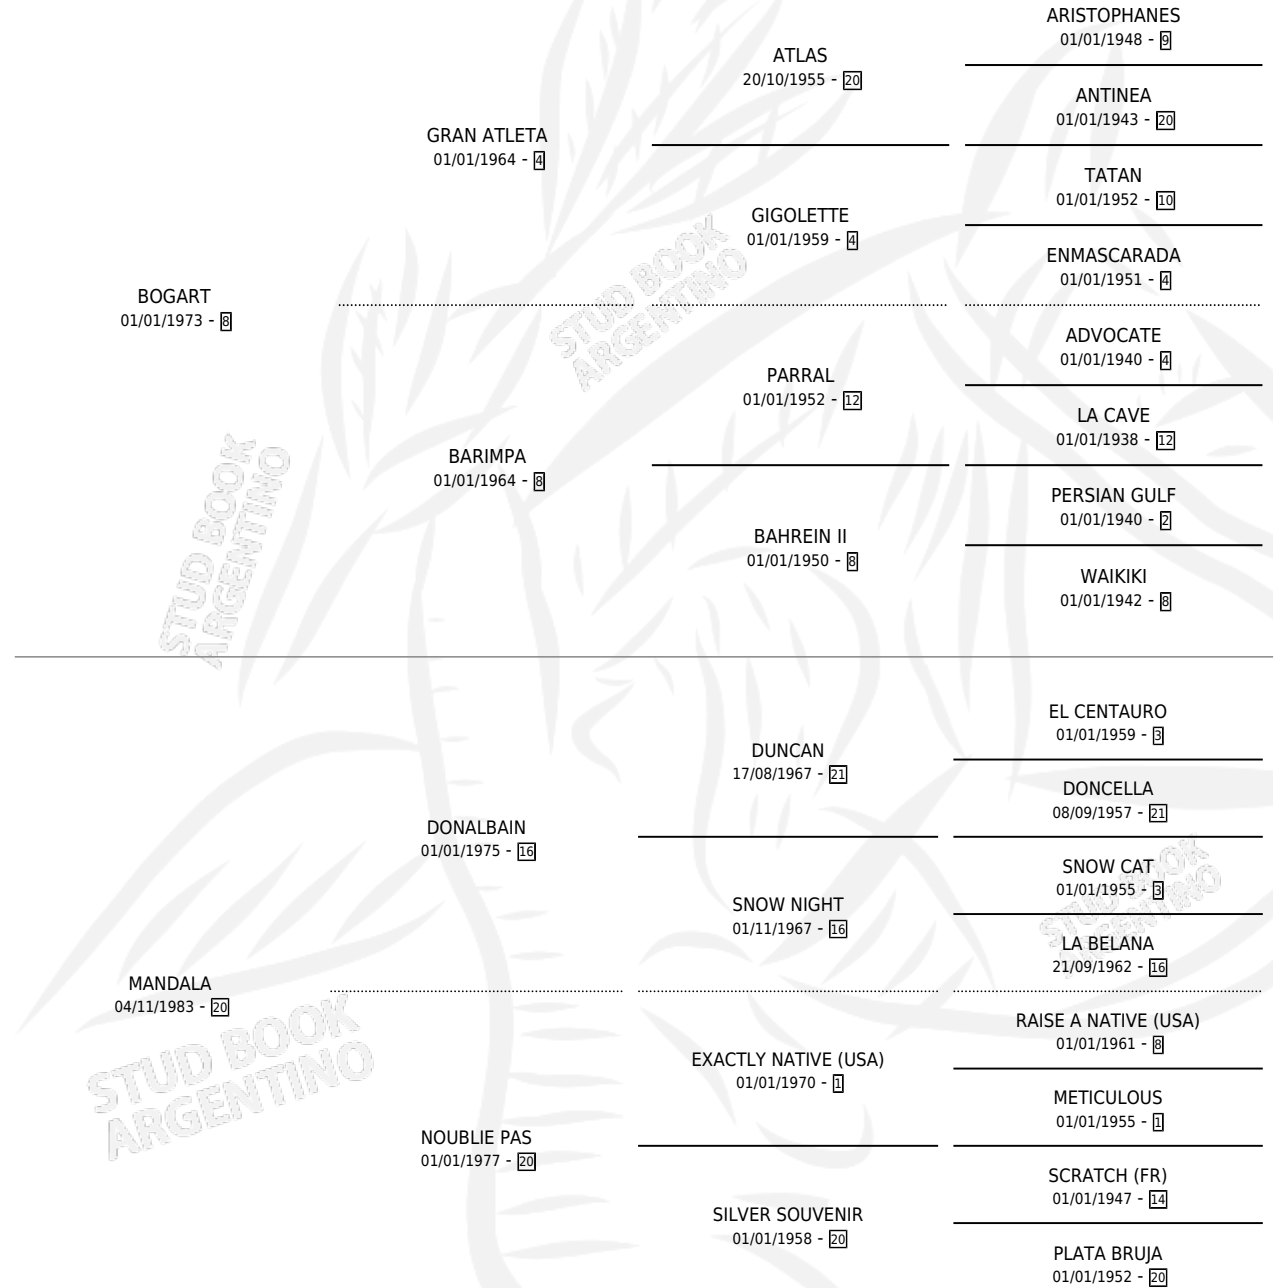 ARISTOPHANES
01/01/1948 - 9
ATLAS
20/10/1955 - 20
ANTINEA
01/01/1943 - 20
GRAN ATLETA
01/01/1964 - 4
TATAN
01/01/1952 - 10
GIGOLETTE
01/01/1959 - 4
ENMASCARADA
01/01/1951 - 4
BOGART
01/01/1973 - 8
STUD BOOK
ARGENTINO
ADVOCATE
01/01/1940 - 4
PARRAL
01/01/1952 - 12
LA CAVE
01/01/1938 - 12
BARIMPA
01/01/1964 - 8
PERSIAN GULF
01/01/1940 - 2
BAHREIN II
01/01/1950 - 8
WAIKIKI
01/01/1942 - 8
STUD BOOK
ARGENTINO
EL CENTAURO
01/01/1959 - 3
DUNCAN
17/08/1967 - 21
DONCELLA
08/09/1957 - 21
DONALBAIN
01/01/1975 - 16
SNOW CAT
01/01/1955 - 3
SNOW NIGHT
01/11/1967 - 16
STUD BOOK
ARGENTINO
LA BELANA
21/09/1962 - 16
MANDALA
04/11/1983 - 20
STUD BOOK
ARGENTINO
RAISE A NATIVE (USA)
01/01/1961 - 8
EXACTLY NATIVE (USA)
01/01/1970 - 1
METICULOUS
01/01/1955 - 1
NOUBLIE PAS
01/01/1977 - 20
SCRATCH (FR)
01/01/1947 - 14
SILVER SOUVENIR
01/01/1958 - 20
PLATA BRUJA
01/01/1952 - 20